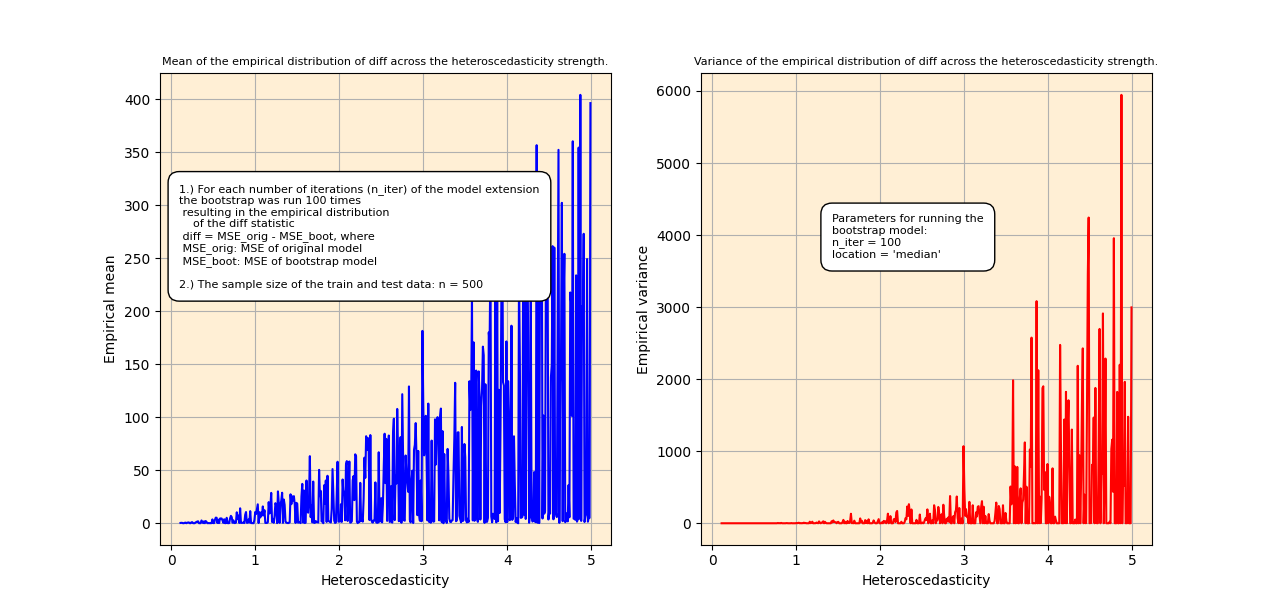 Mean of the empirical distribution of diff across the heteroscedasticity strength.
400
350
300
250
200
150
100
50
0
Empirical mean
1.) For each number of iterations (n_iter) of the model extension
the bootstrap was run 100 times
resulting in the empirical distribution
of the diff statistic
diff = MSE_orig - MSE_boot, where
MSE_orig: MSE of original model
MSE_boot: MSE of bootstrap model
2.) The sample size of the train and test data: n = 500
0 1 2 3 4 5
Heteroscedasticity
Variance of the empirical distribution of diff across the heteroscedasticity strength.
6000
5000
4000
3000
2000
1000
0
Empirical variance
Parameters for running the
bootstrap model:
n_iter = 100
location = 'median'
0 1 2 3 4 5
Heteroscedasticity